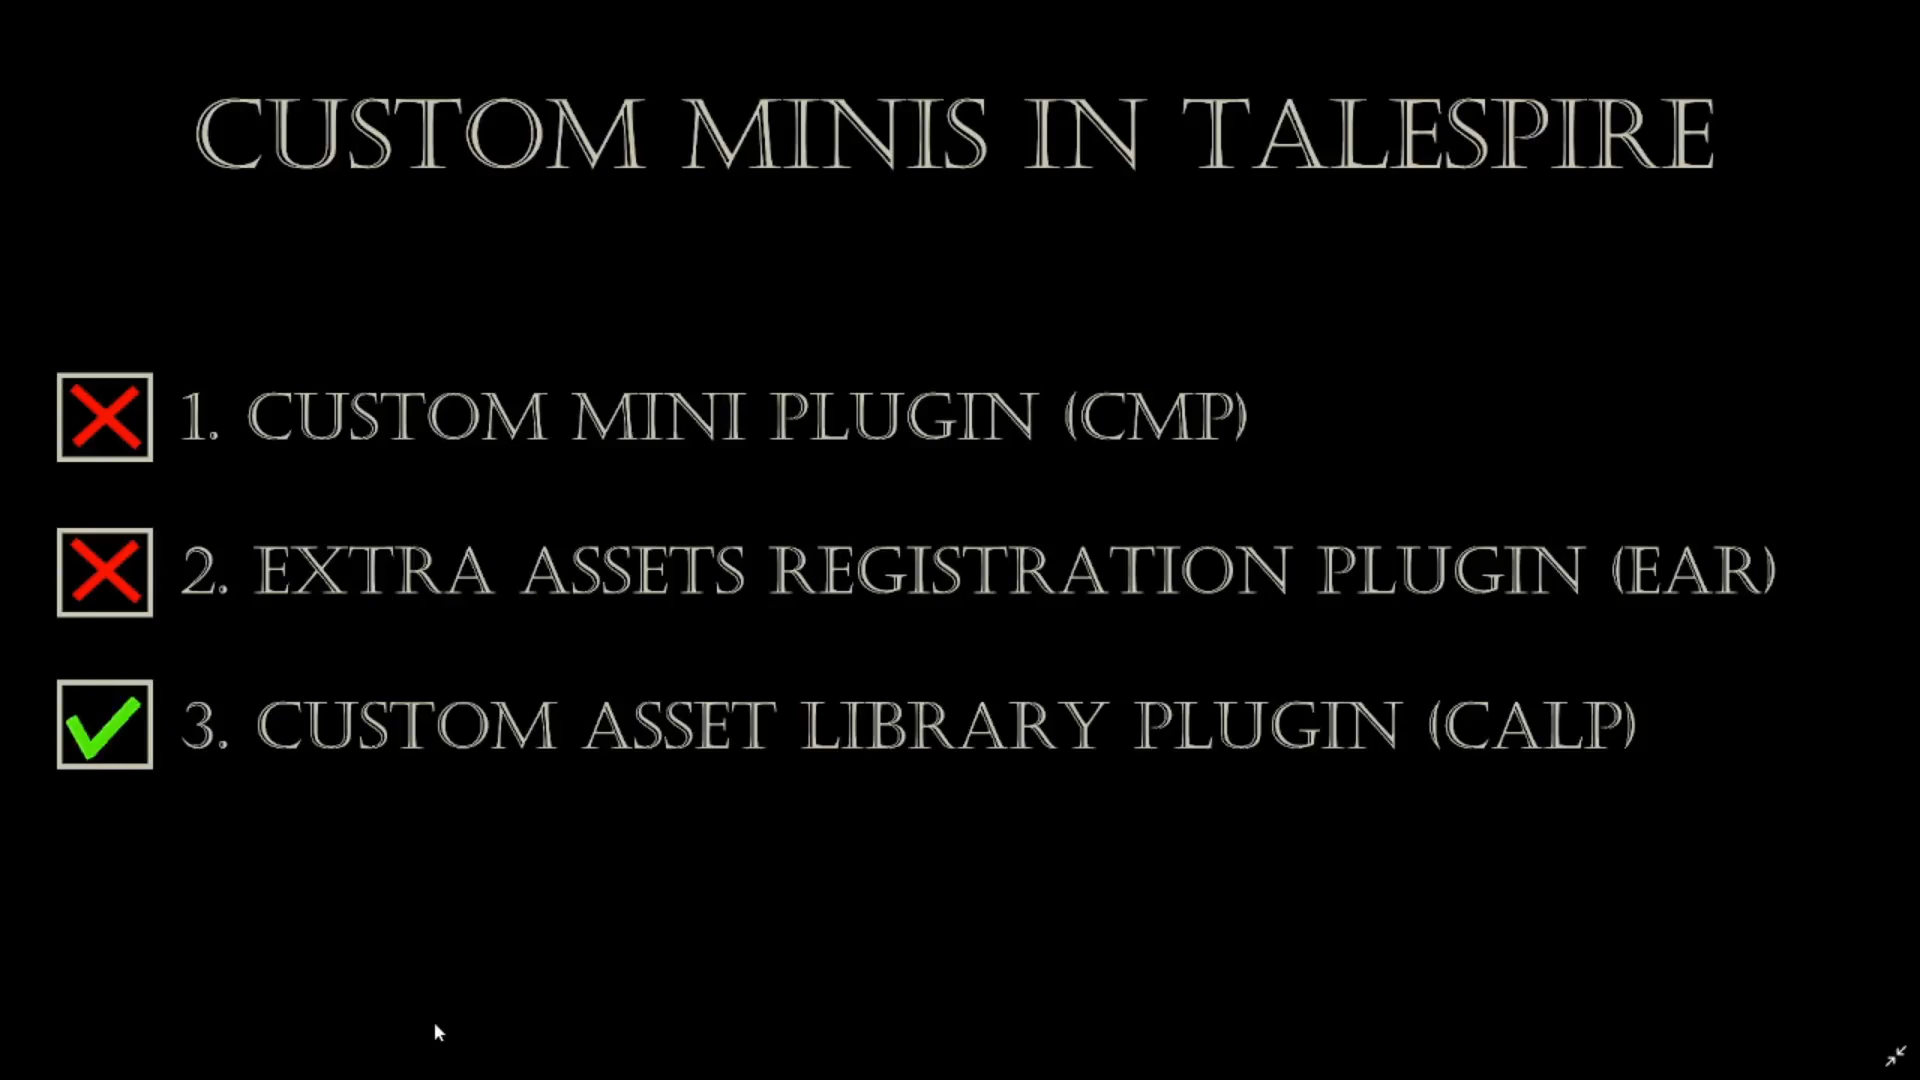 CUSTOM MINIS IN TALESPIRE
1. CUSTOM MINI PLUGIN (CMP)
2. EXTRA ASSETS REGISTRATION PLUGIN (EAR)
3. CUSTOM ASSET LIBRARY PLUGIN (CALP)